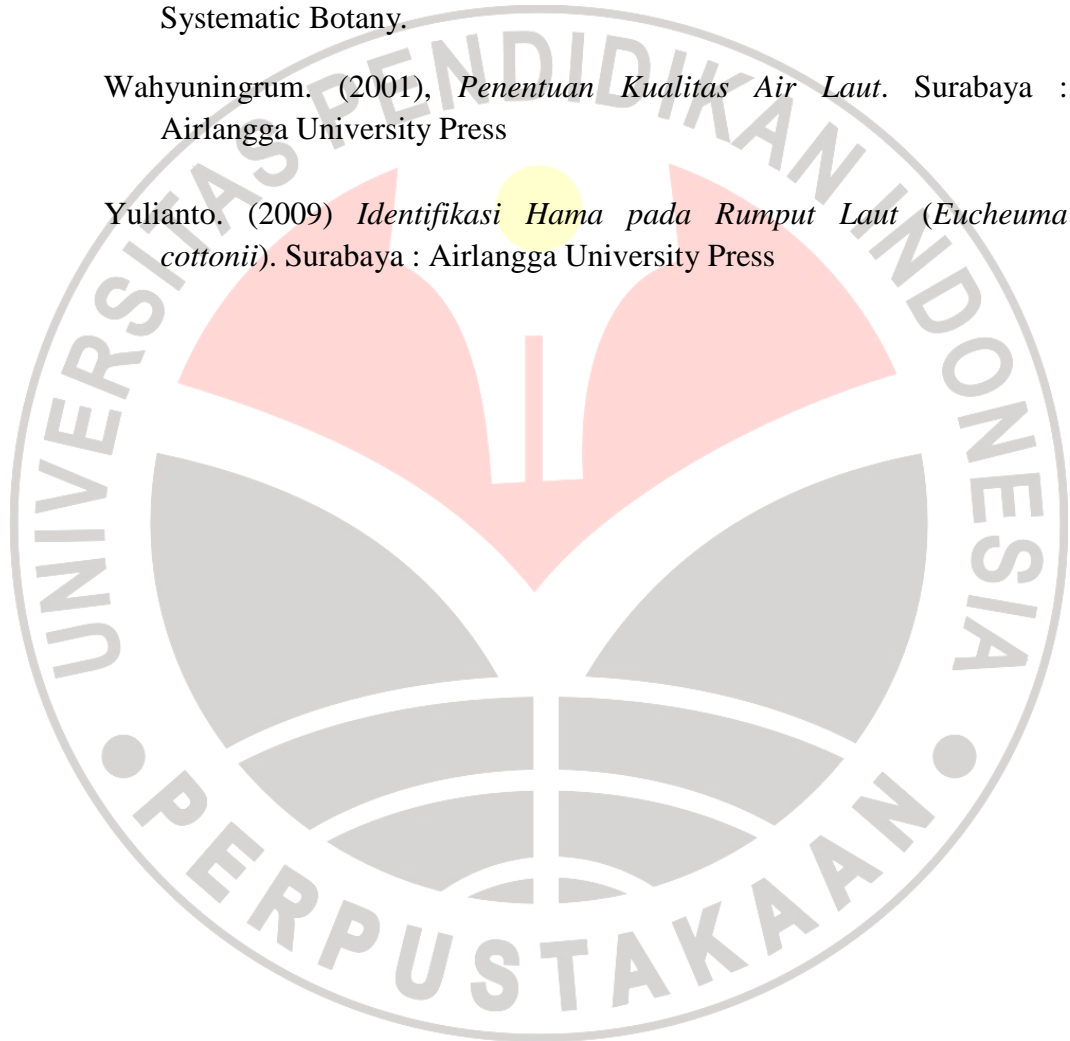 Systematic Botany.
Wahyuningrum. (2001), Penentuan Kualitas Air Laut. Surabaya :
Airlangga University Press
Yulianto. (2009) Identifikasi Hama pada Rumput Laut (Eucheuma
cottonii). Surabaya : Airlangga University Press
UNIVERSITAS PENDIDIKAN INDONESIA
PERPUSTAKAAN